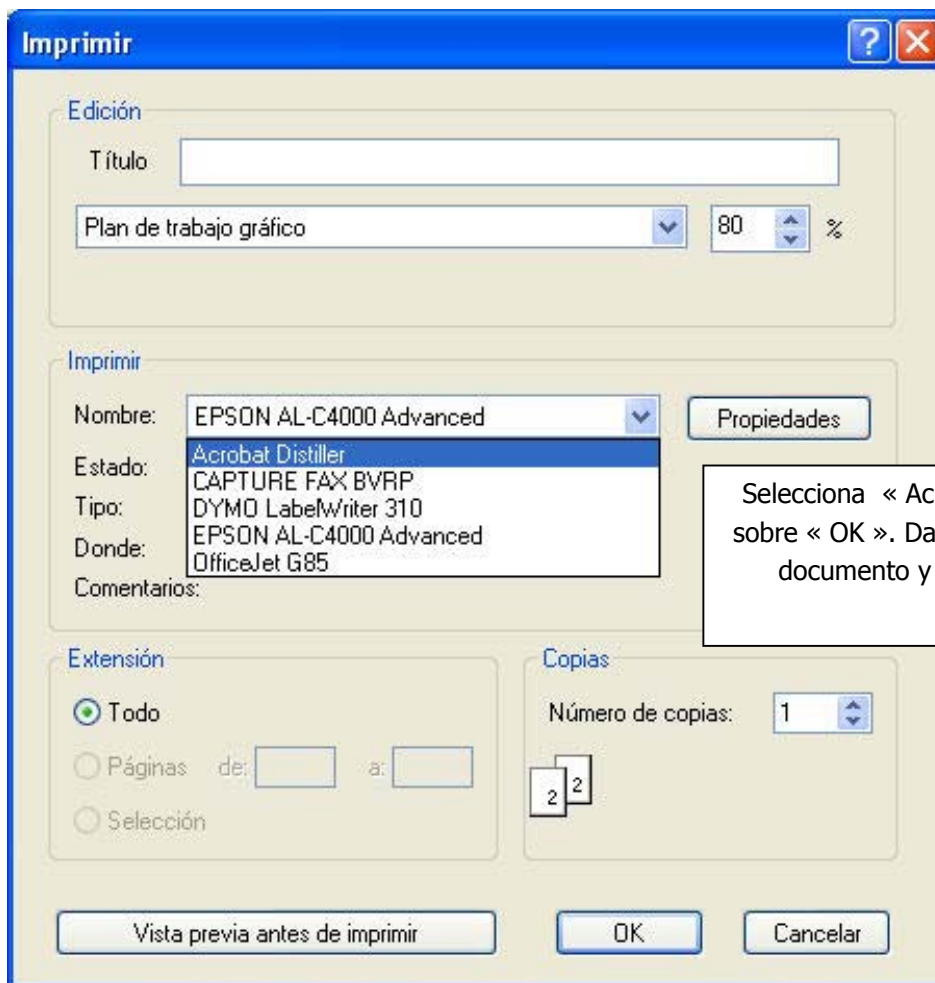 Imprimir
Edición
Título
Plan de trabajo gráfico 80 %
Imprimir
Nombre: EPSON AL-C4000 Advanced Propiedades
Acrobat Distiller
Estado:
CAPTURE FAX BVRP
Tipo: DYMO LabelWriter 310
Donde: EPSON AL-C4000 Advanced
OfficeJet G85
Comentarios:
Selecciona « Ac
sobre « OK ». Da
documento y
Extensión
Todo
Páginas de: a:
Selección
Copias
Número de copias: 1
2 2
Vista previa antes de imprimir OK Cancelar